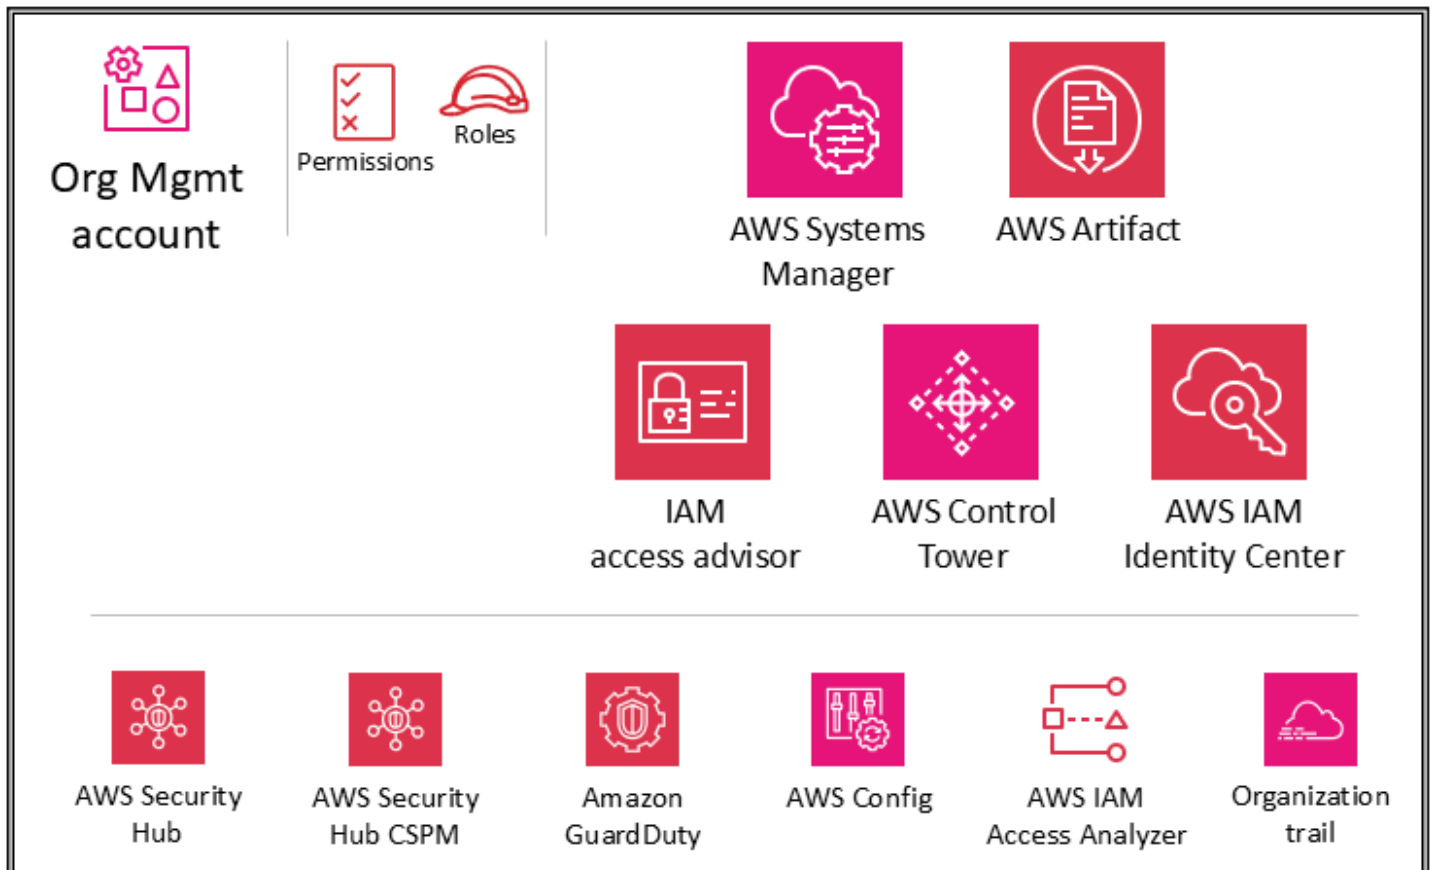 Org Mgmt
account
Permissions
Roles
AWS Systems
Manager
AWS Artifact
IAM
access advisor
AWS Control
Tower
AWS IAM
Identity Center
AWS Security
Hub
AWS Security
Hub CSPM
Amazon
GuardDuty
AWS Config
AWS IAM
Access Analyzer
Organization
trail